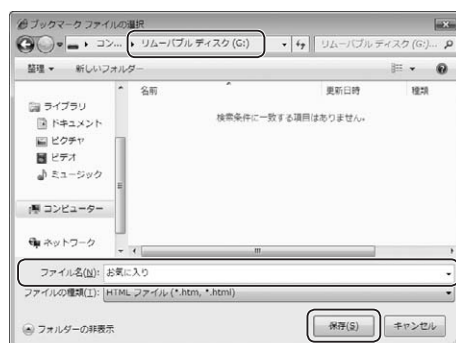 ブックマーク ファイルの選択
コン... ▸ リムーバブル ディスク (G:)
リムーバブル ディスク (G:)...
整理 ▼ 新しいフォルダー
名前 更新日時 種類
検索条件に一致する項目はありません。
ライブラリ
ドキュメント
ピクチャ
ビデオ
ミュージック
コンピューター
ネットワーク
ファイル名(N): お気に入り
ファイルの種類(T): HTML ファイル (*.htm, *.html)
フォルダーの非表示
保存(S) キャンセル